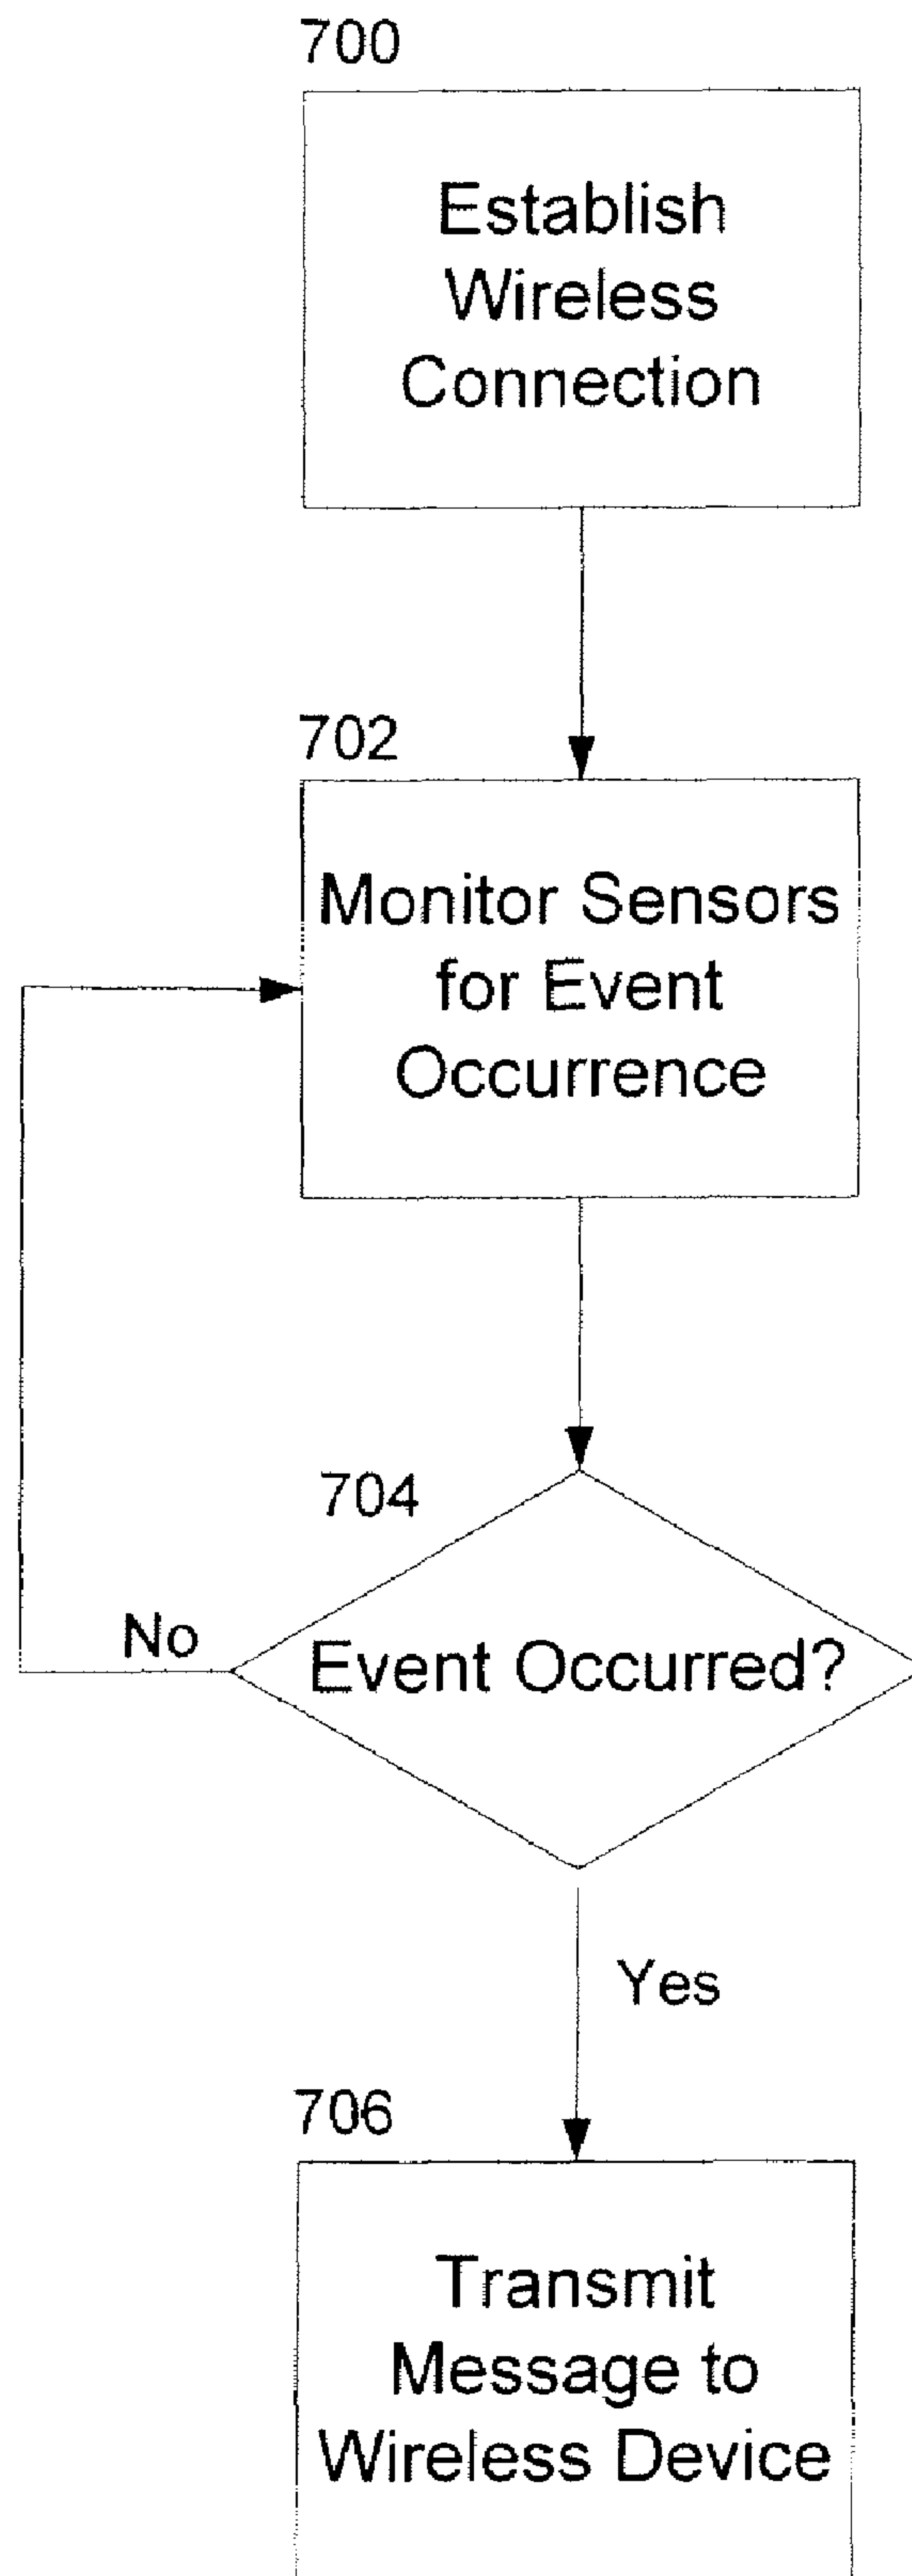 700
Establish
Wireless
Connection
702
Monitor Sensors
for Event
Occurrence
704
No
Event Occurred?
Yes
706
Transmit
Message to
Wireless Device